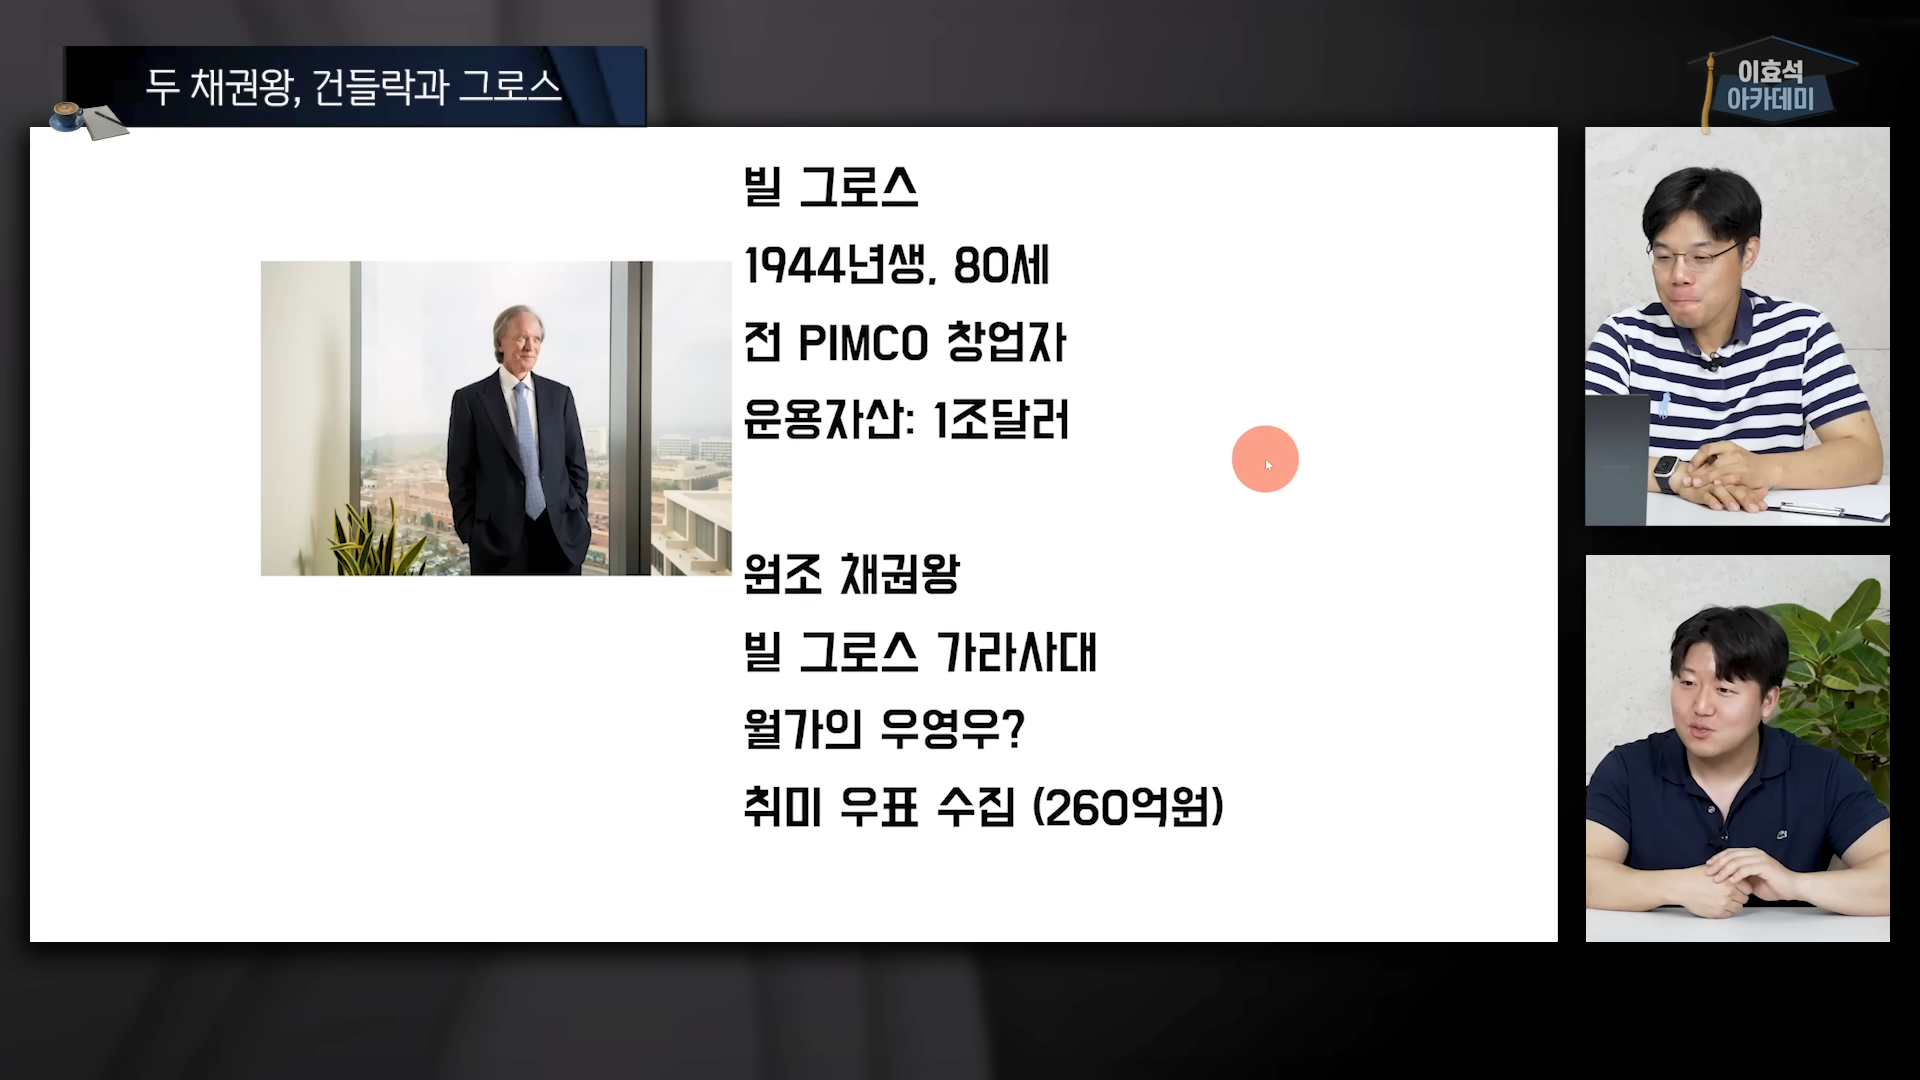 두 채권왕, 건들락과 그로스
이효석
아카데미
빌 그로스
1944년생, 80세
전 PIMCO 창업자
운용자산: 1조달러
원조 채권왕
빌 그로스 가라사대
월가의 우영우?
취미 우표 수집 (260억원)